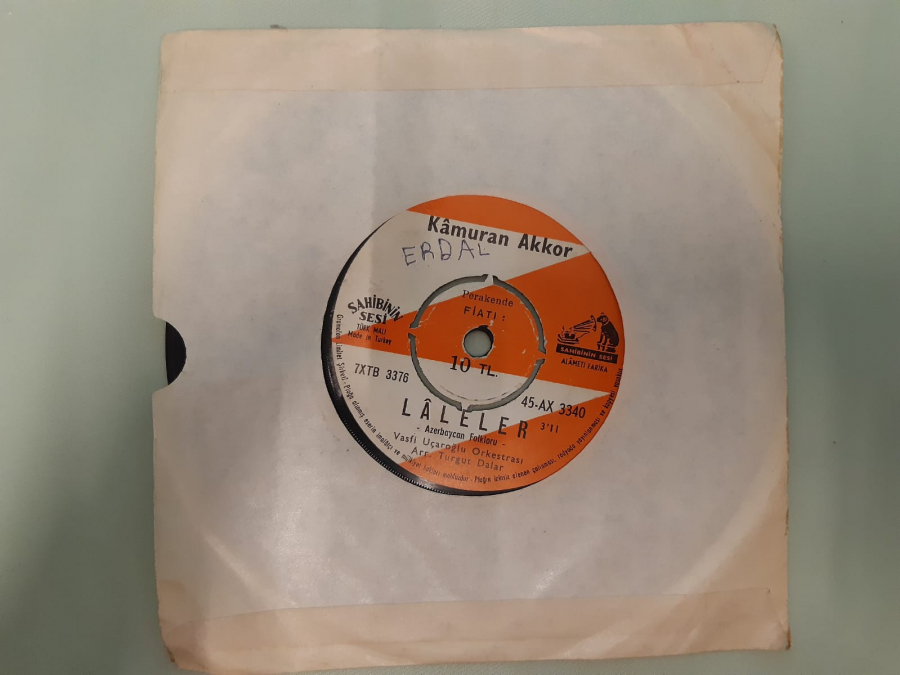 Kâmuran Akkor
ERDAL
Perakende
FİATI :
10 TL.
ŞAHİBİNİN
SESİ
TÜRK MALI
Made in Turkey
SAHİBİNİN SESİ
ALÂMETİ FARİKA
7XTB 3376
45-AX 3340
LÂLELER 3'11
- Azerbaycan Folkloru -
Vasfi Uçaroğlu Orkestrası
Arr. Turgut Dalar